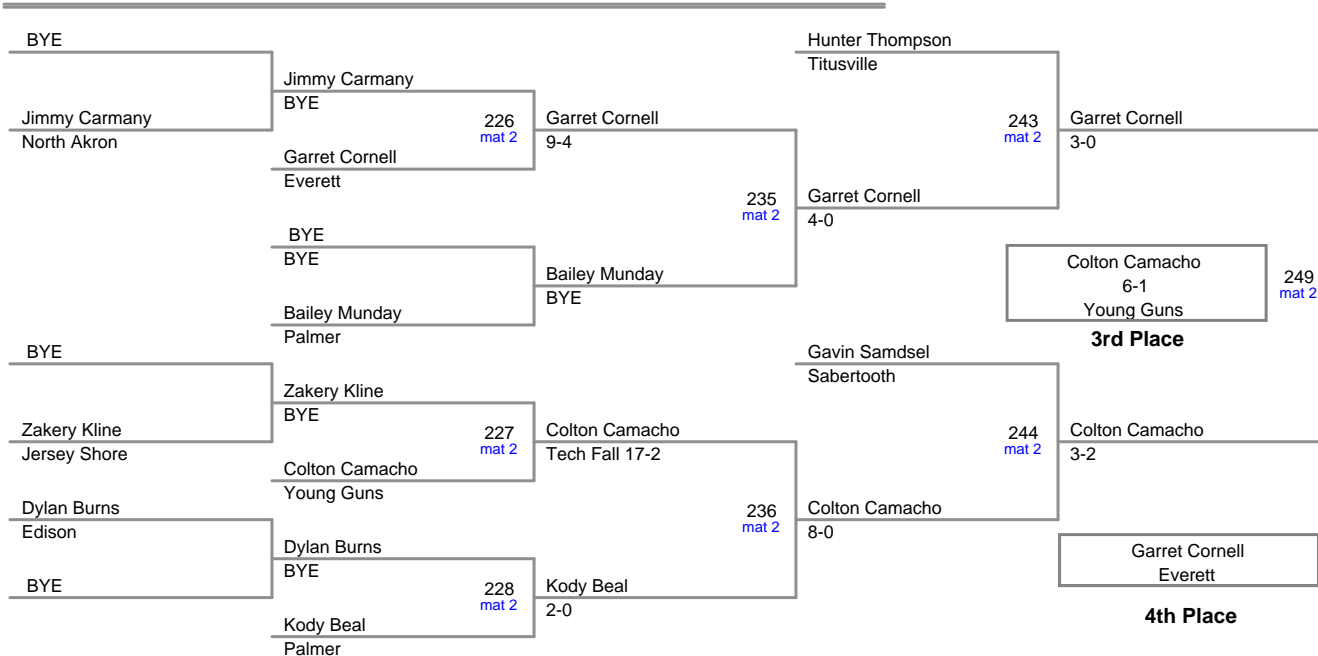 BYE
Hunter Thompson
Titusville
Jimmy Carmany
BYE
Jimmy Carmany
North Akron
226
mat 2
Garret Cornell
9-4
243
mat 2
Garret Cornell
3-0
Garret Cornell
Everett
235
mat 2
Garret Cornell
4-0
BYE
BYE
Bailey Munday
BYE
Colton Camacho
6-1
Young Guns
249
mat 2
3rd Place
Bailey Munday
Palmer
BYE
Gavin Samdsel
Sabertooth
Zakery Kline
BYE
Zakery Kline
Jersey Shore
227
mat 2
Colton Camacho
Tech Fall 17-2
244
mat 2
Colton Camacho
3-2
Colton Camacho
Young Guns
Dylan Burns
Edison
236
mat 2
Colton Camacho
8-0
Dylan Burns
BYE
Garret Cornell
Everett
4th Place
BYE
228
mat 2
Kody Beal
2-0
Kody Beal
Palmer